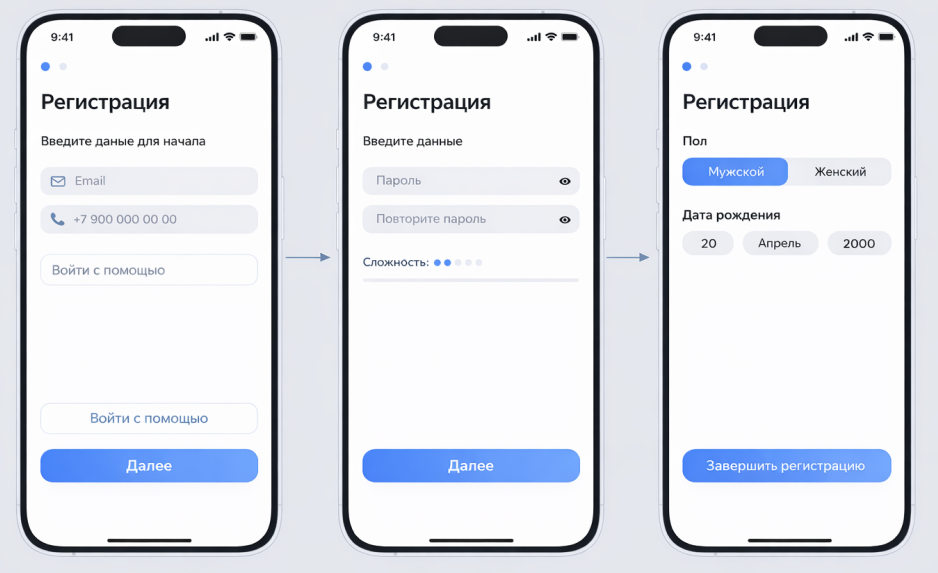 9:41
Регистрация
Введите даные для начала
Email
+7 900 000 00 00
Войти с помощью
Войти с помощью
Далее
9:41
Регистрация
Введите данные
Пароль
Повторите пароль
Сложность:
Далее
9:41
Регистрация
Пол
Мужской Женский
Дата рождения
20 Апрель 2000
Завершить регистрацию